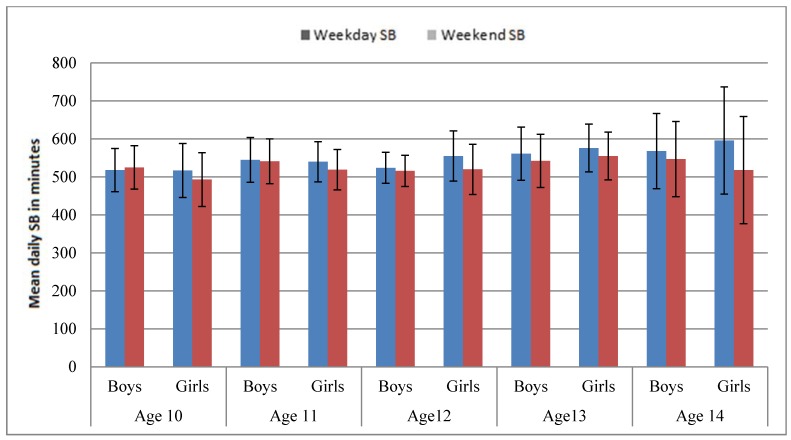 Weekday SB Weekend SB
Mean daily SB in minutes
800
700
600
500
400
300
200
100
0
Boys Girls Boys Girls Boys Girls Boys Girls Boys Girls
Age 10 Age 11 Age12 Age13 Age 14